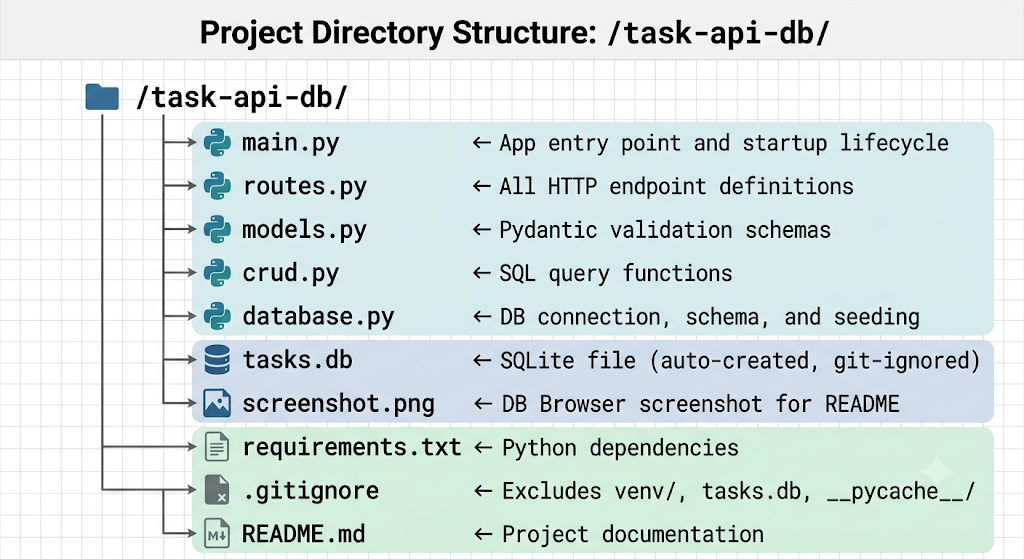 Project Directory Structure: /task-api-db/
/task-api-db/
main.py ← App entry point and startup lifecycle
routes.py ← All HTTP endpoint definitions
models.py ← Pydantic validation schemas
crud.py ← SQL query functions
database.py ← DB connection, schema, and seeding
tasks.db ← SQLite file (auto-created, git-ignored)
screenshot.png ← DB Browser screenshot for README
requirements.txt ← Python dependencies
.gitignore ← Excludes venv/, tasks.db, __pycache__/
M↓ README.md ← Project documentation